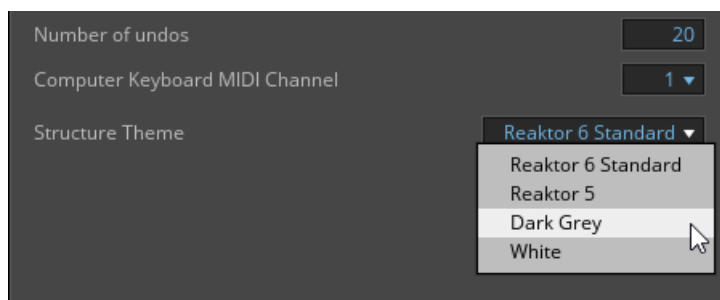 Number of undos 20
Computer Keyboard MIDI Channel 1
Structure Theme Reaktor 6 Standard
Reaktor 6 Standard
Reaktor 5
Dark Grey
White